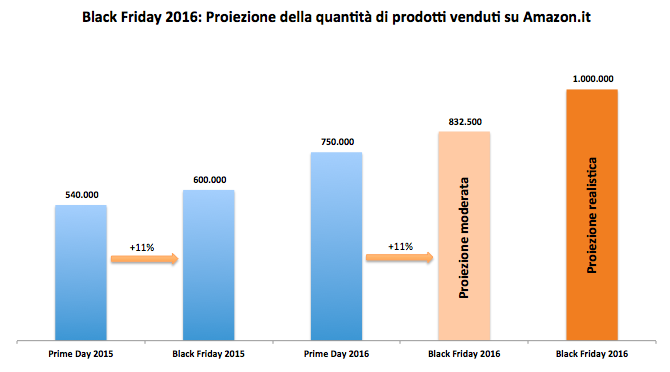 Black Friday 2016: Proiezione della quantità di prodotti venduti su Amazon.it
1.000.000
832.500
750.000
600.000
540.000
+11%
+11%
Proiezione moderata
Proiezione realistica
Prime Day 2015
Black Friday 2015
Prime Day 2016
Black Friday 2016
Black Friday 2016